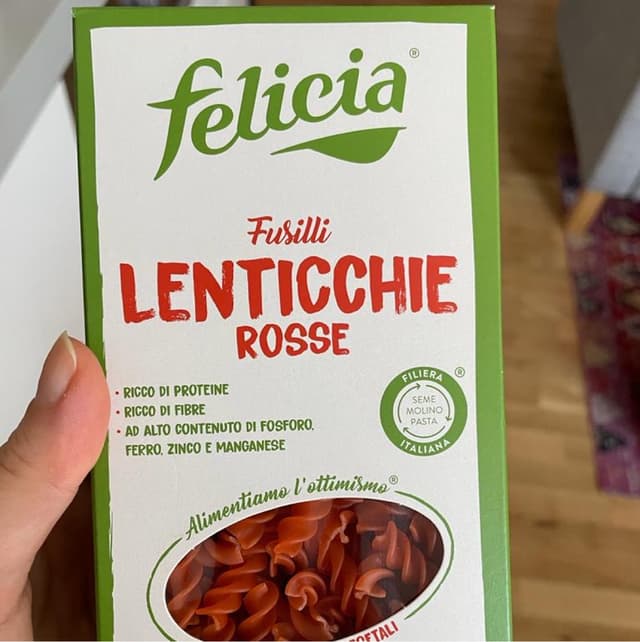 felicia®
Fusilli
LENTICCHIE
ROSSE
• RICCO DI PROTEINE
• RICCO DI FIBRE
• AD ALTO CONTENUTO DI FOSFORO,
FERRO, ZINCO E MANGANESE
FILIERA ®
SEME
MOLINO
PASTA
ITALIANA
Alimentiamo l'ottimismo®